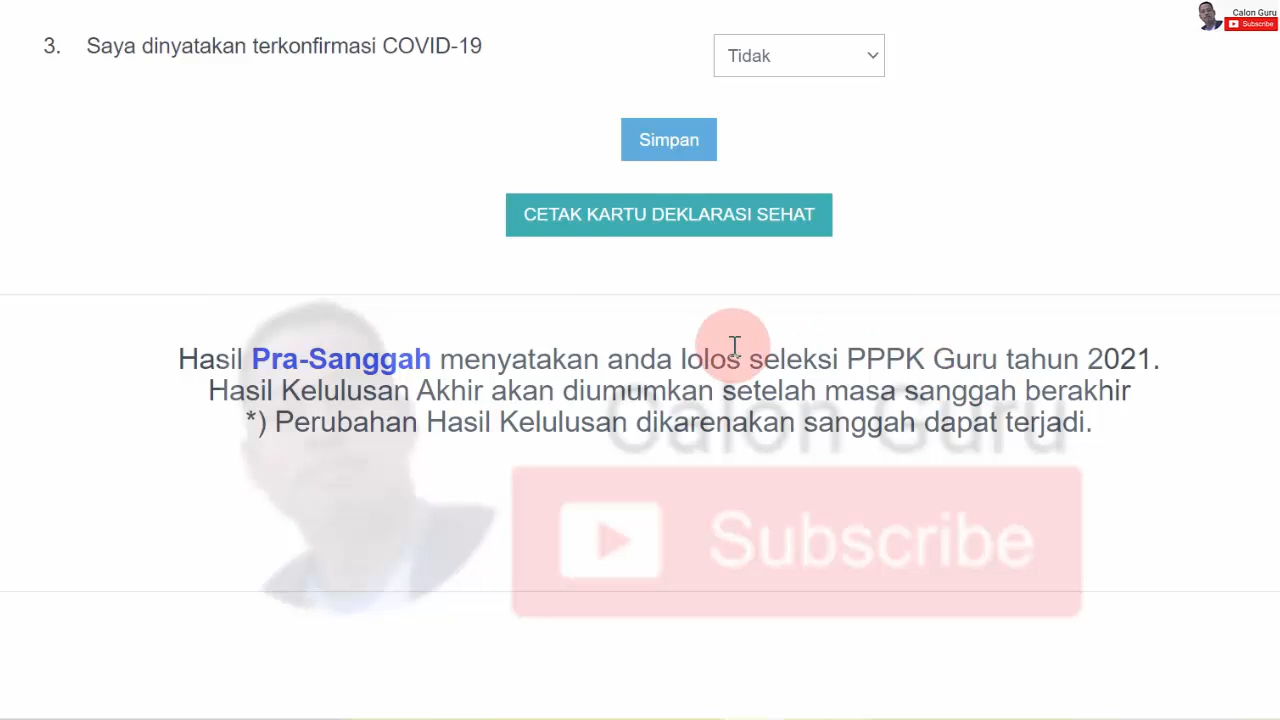 Calon Guru
Subscribe
3. Saya dinyatakan terkonfirmasi COVID-19
Tidak
Simpan
CETAK KARTU DEKLARASI SEHAT
Hasil Pra-Sanggah menyatakan anda lolos seleksi PPPK Guru tahun 2021.
Hasil Kelulusan Akhir akan diumumkan setelah masa sanggah berakhir
*) Perubahan Hasil Kelulusan dikarenakan sanggah dapat terjadi.
Calon Guru
Subscribe